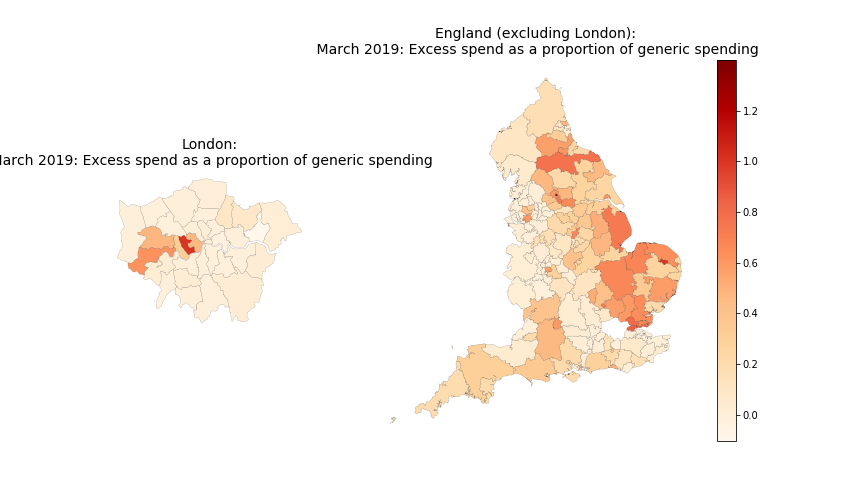 England (excluding London):
March 2019: Excess spend as a proportion of generic spending
London:
arch 2019: Excess spend as a proportion of generic spending
1.2
1.0
0.8
0.6
0.4
0.2
0.0